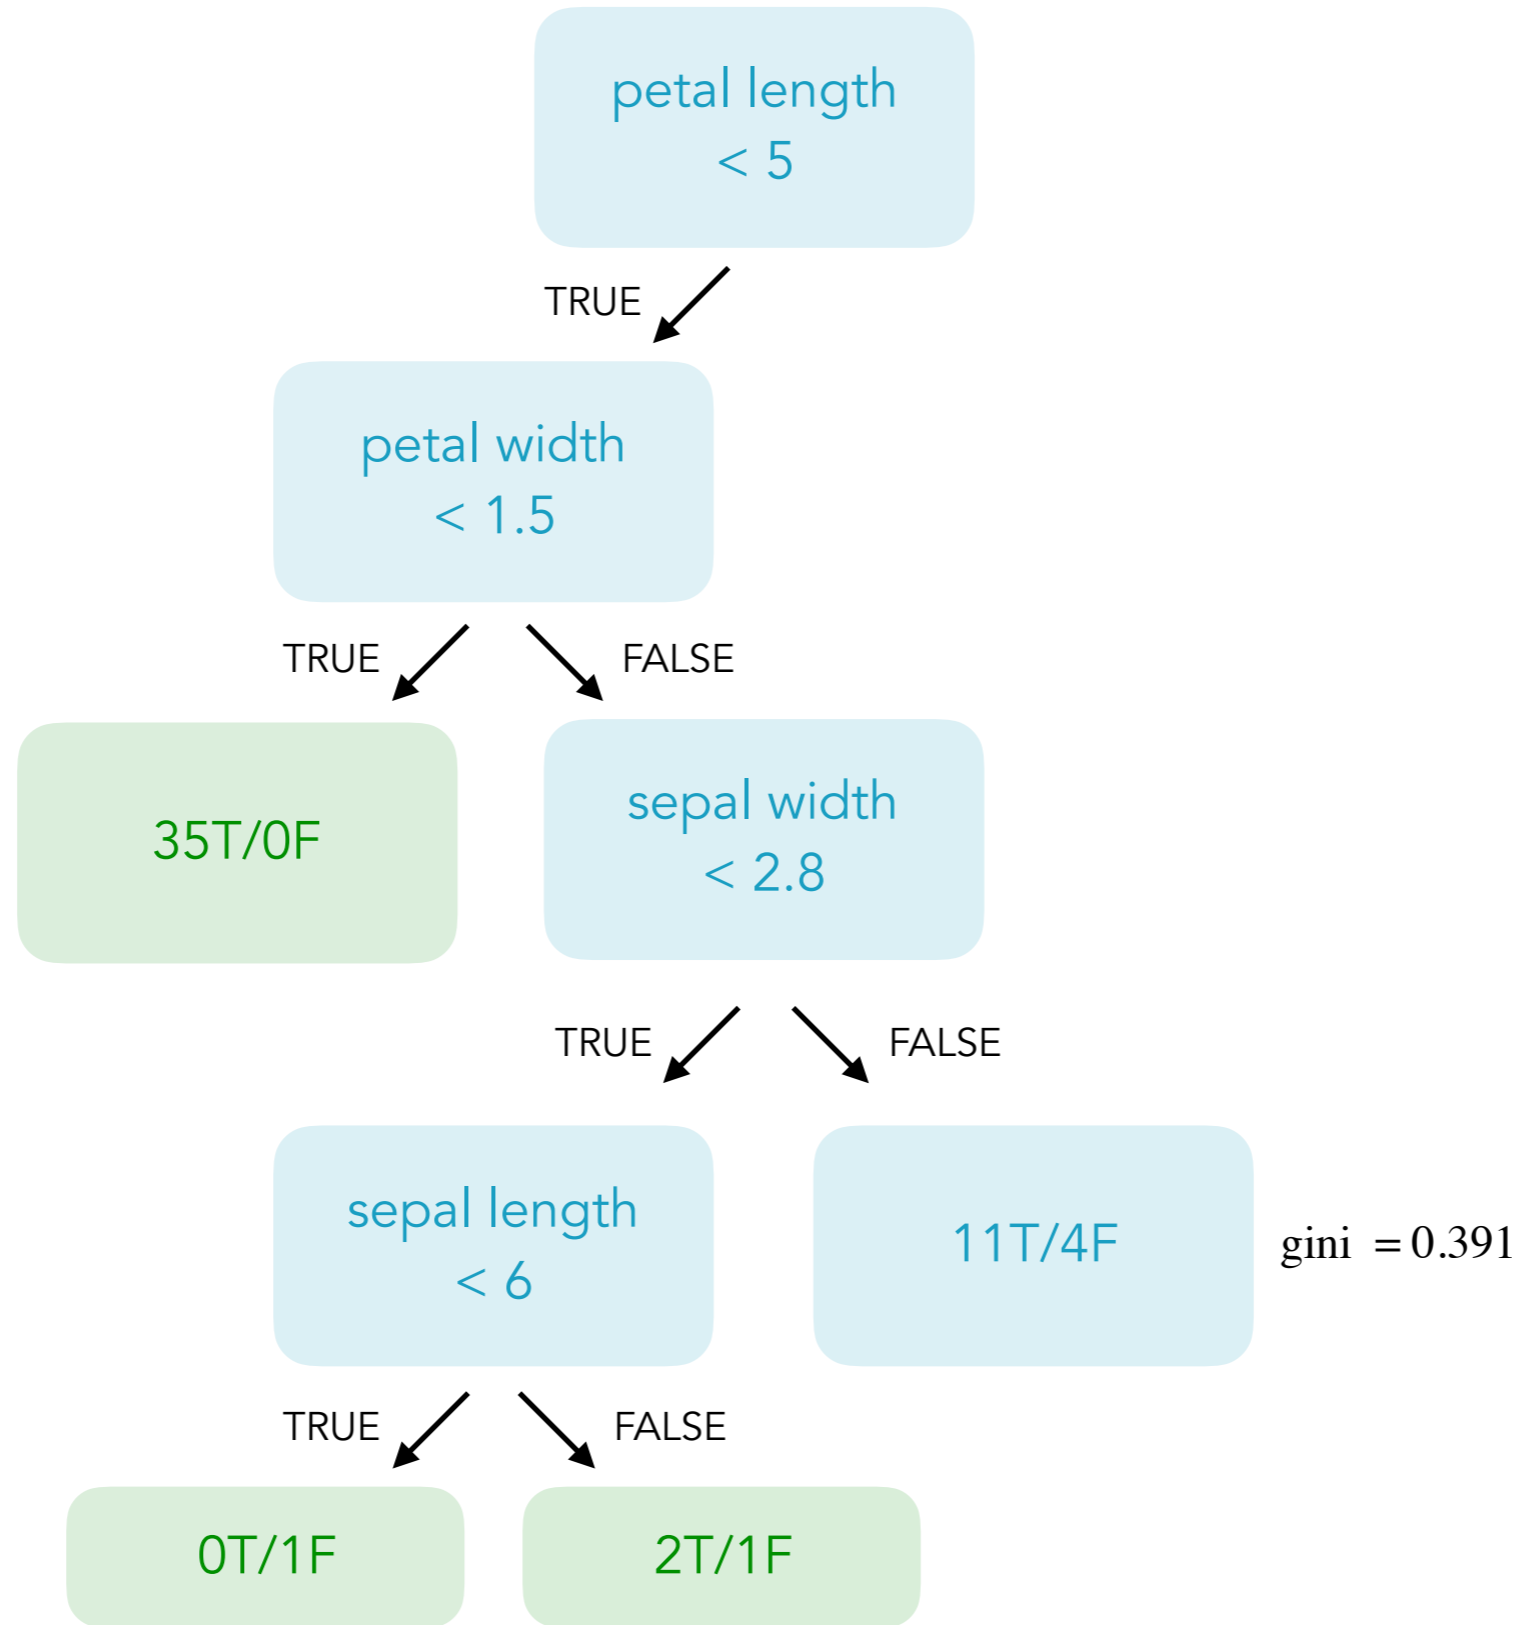 petal length
< 5
TRUE
petal width
< 1.5
TRUE
FALSE
35T/0F
sepal width
< 2.8
TRUE
FALSE
sepal length
< 6
11T/4F
gini = 0.391
TRUE
FALSE
0T/1F
2T/1F